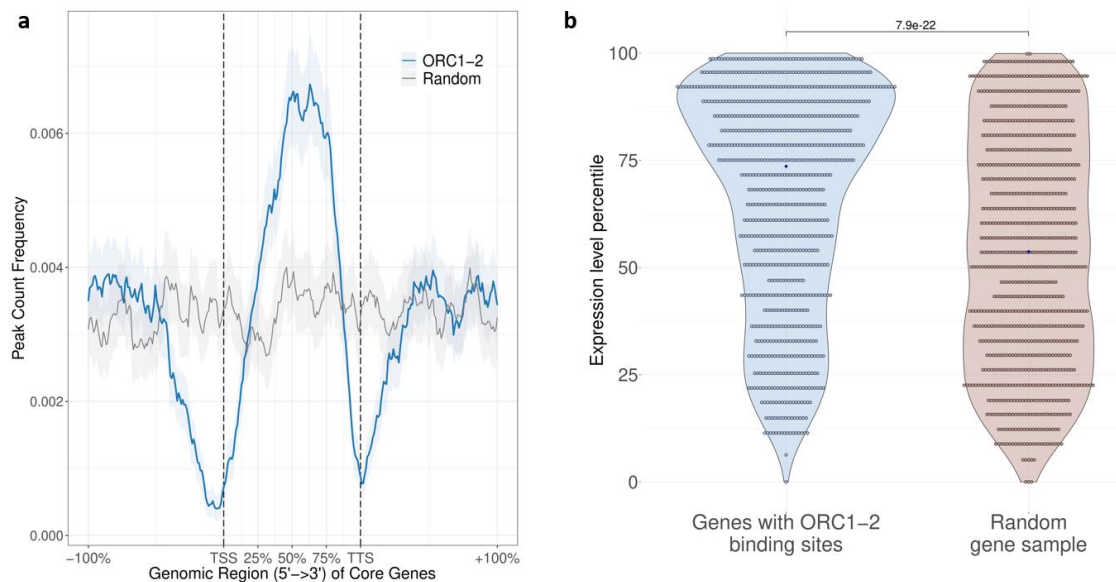 a
ORC1−2
Random
Peak Count Frequency
0.006
0.004
0.002
0.000
−100%
TSS
25%
50%
75%
TTS
+100%
Genomic Region (5'−>3') of Core Genes
b
7.9e−22
Expression level percentile
100
75
50
25
0
Genes with ORC1−2
binding sites
Random
gene sample